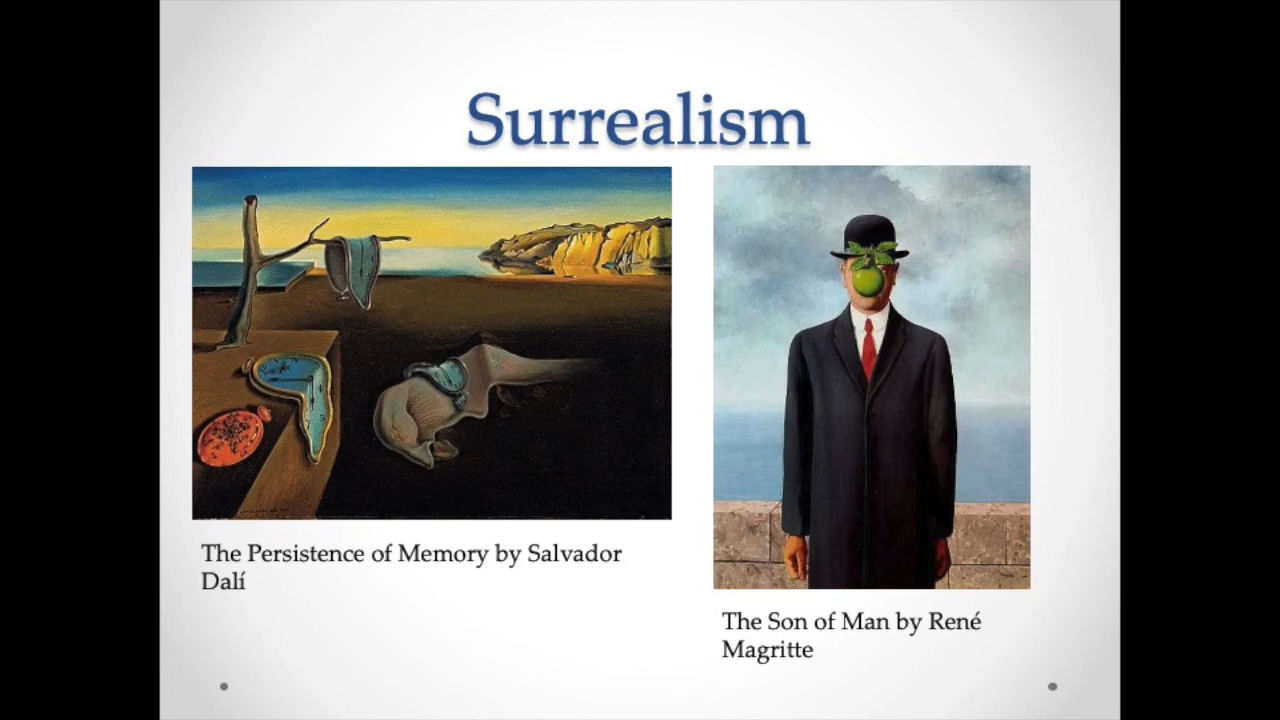 Surrealism
The Persistence of Memory by Salvador
Dalí
The Son of Man by René
Magritte